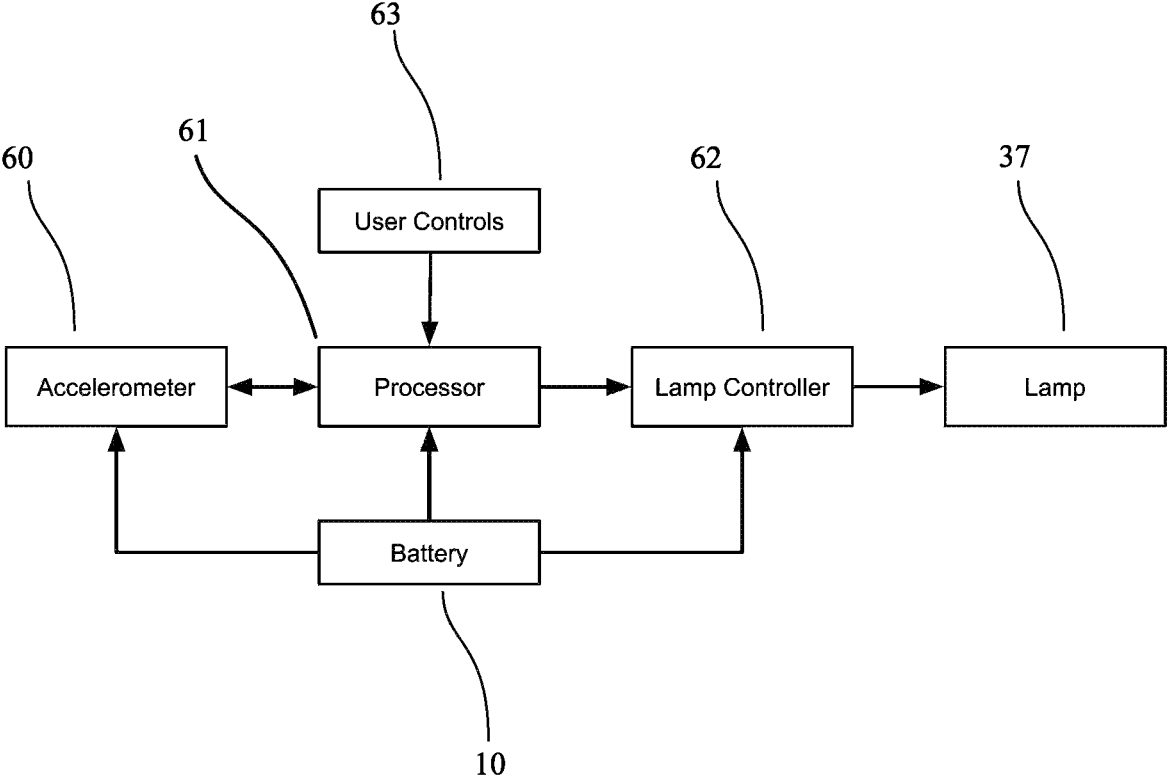 63
61
60
62
37
User Controls
Accelerometer
Processor
Lamp Controller
Lamp
Battery
10